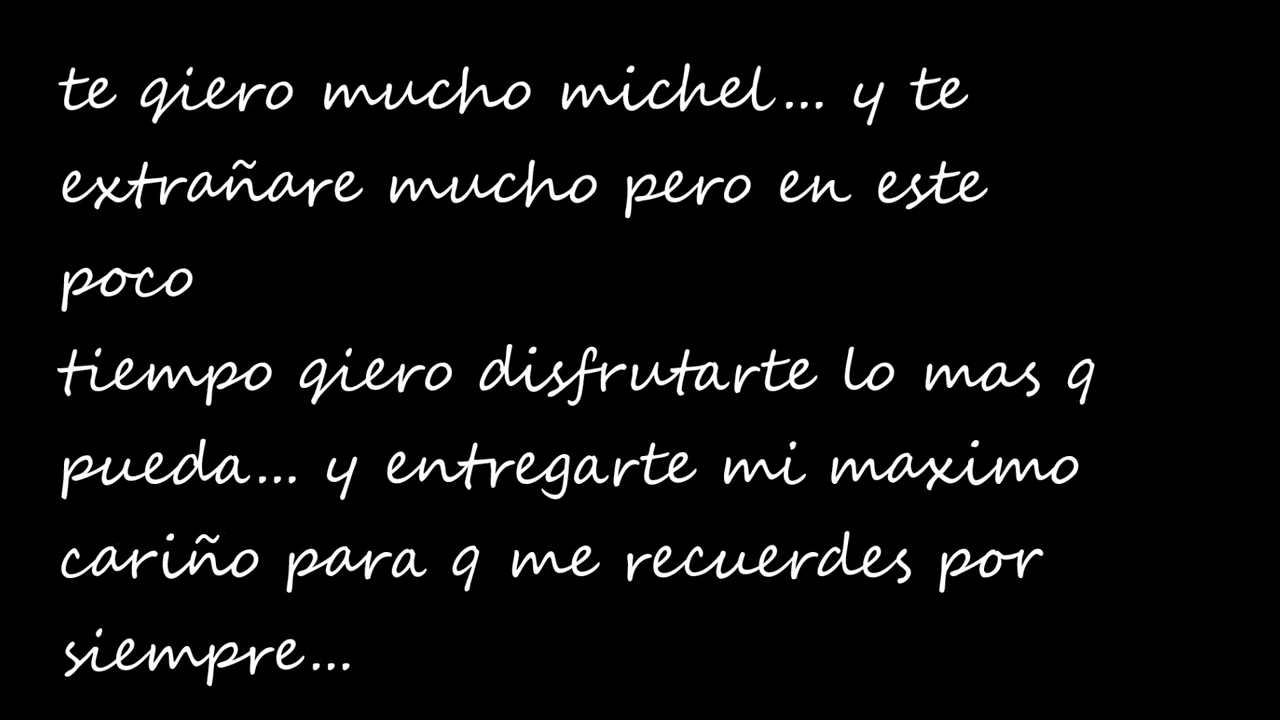 te qiero mucho michel... y te
extrañare mucho pero en este
poco
tiempo qiero disfrutarte lo mas q
pueda... y entregarte mi maximo
cariño para q me recuerdes por
siempre...